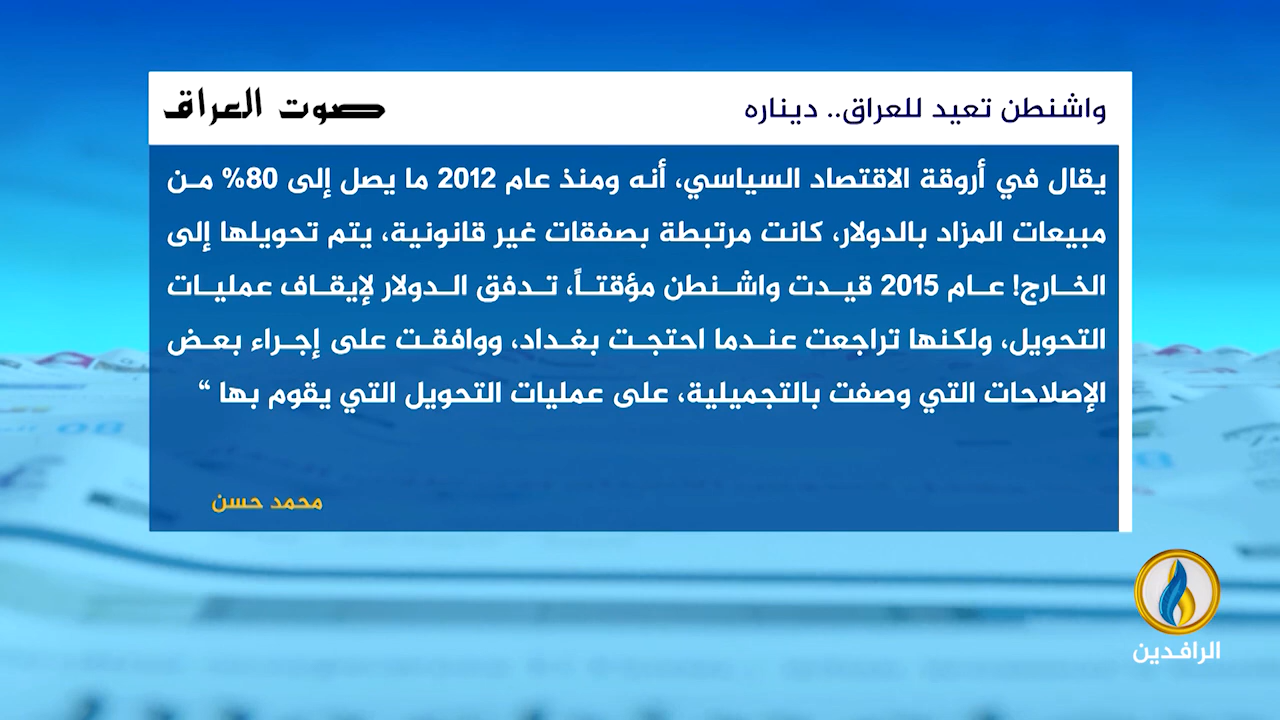 واشنطن تعيد للعراق.. ديناره
صوت العراق
يقال في أروقة الاقتصاد السياسي، أنه ومنذ عام 2012 ما يصل إلى 80% من
مبيعات المزاد بالدولار، كانت مرتبطة بصفقات غير قانونية، يتم تحويلها إلى
الخارج! عام 2015 قيدت واشنطن مؤقتاً، تدفق الدولار لإيقاف عمليات
التحويل، ولكنها تراجعت عندما احتجت بغداد، ووافقت على إجراء بعض
الإصلاحات التي وصفت بالتجميلية، على عمليات التحويل التي يقوم بها “
محمد حسن
الرافدين